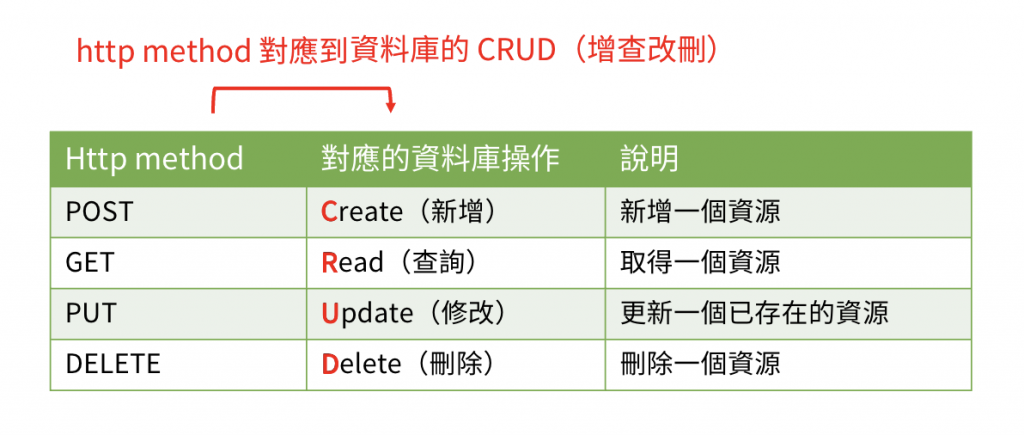 http method 對應到資料庫的 CRUD（增查改刪）
Http method 對應的資料庫操作 說明
POST Create（新增） 新增一個資源
GET Read（查詢） 取得一個資源
PUT Update（修改） 更新一個已存在的資源
DELETE Delete（刪除） 刪除一個資源